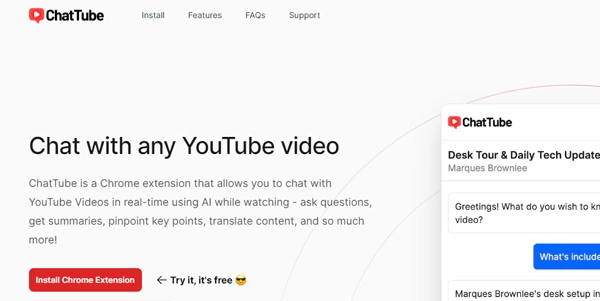 ChatTube
Install Features FAQs Support
Chat with any YouTube video
ChatTube is a Chrome extension that allows you to chat with
YouTube Videos in real-time using AI while watching - ask questions,
get summaries, pinpoint key points, translate content, and so much
more!
Install Chrome Extension
← Try it, it's free 😎
ChatTube
Desk Tour & Daily Tech Update
Marques Brownlee
Greetings! What do you wish to kn
video?
What's include
Marques Brownlee's desk setup in